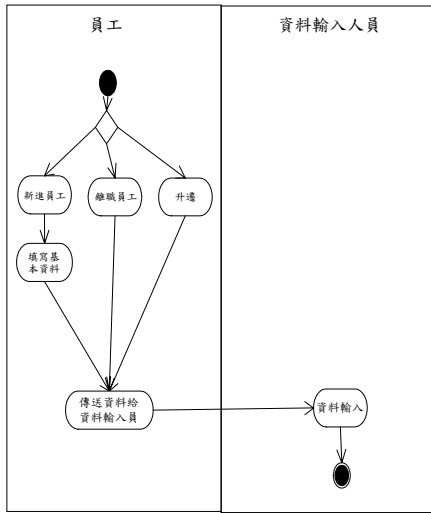 員工
資料輸入人員
新進員工
離職員工
升遷
填寫基
本資料
傳送資料給
資料輸入員
資料輸入